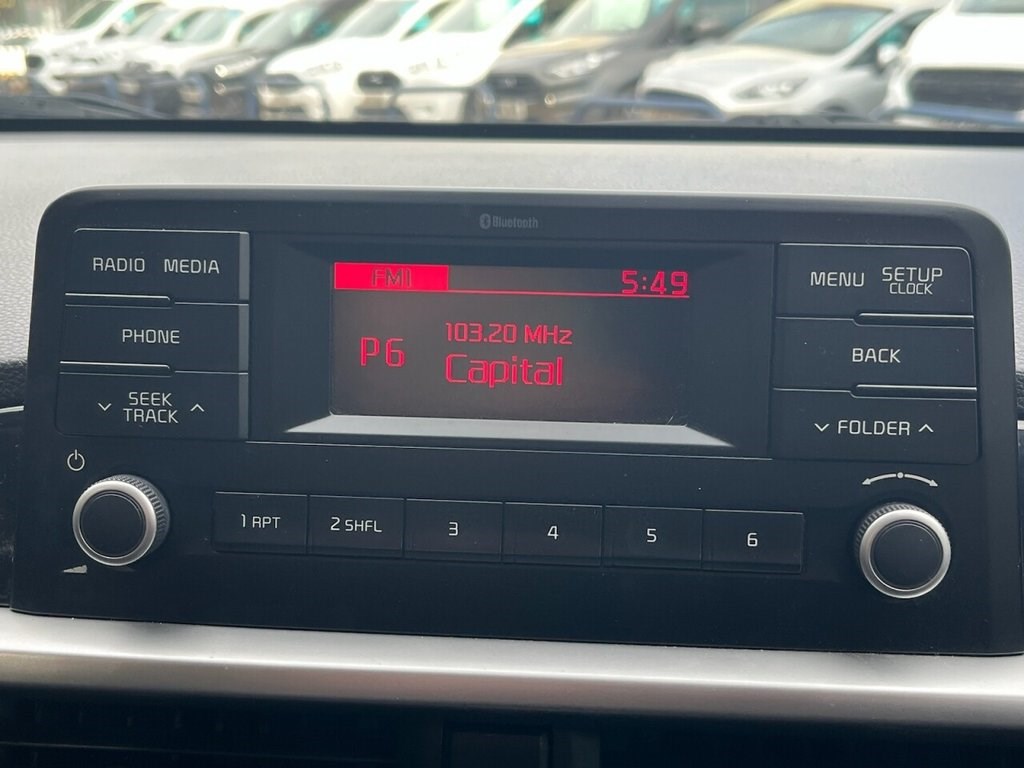 Bluetooth
RADIO MEDIA
PHONE
SEEK
TRACK
FM1
5:49
P6
103.20 MHz
Capital
MENU
SETUP
CLOCK
BACK
FOLDER
1 RPT
2 SHFL
3
4
5
6